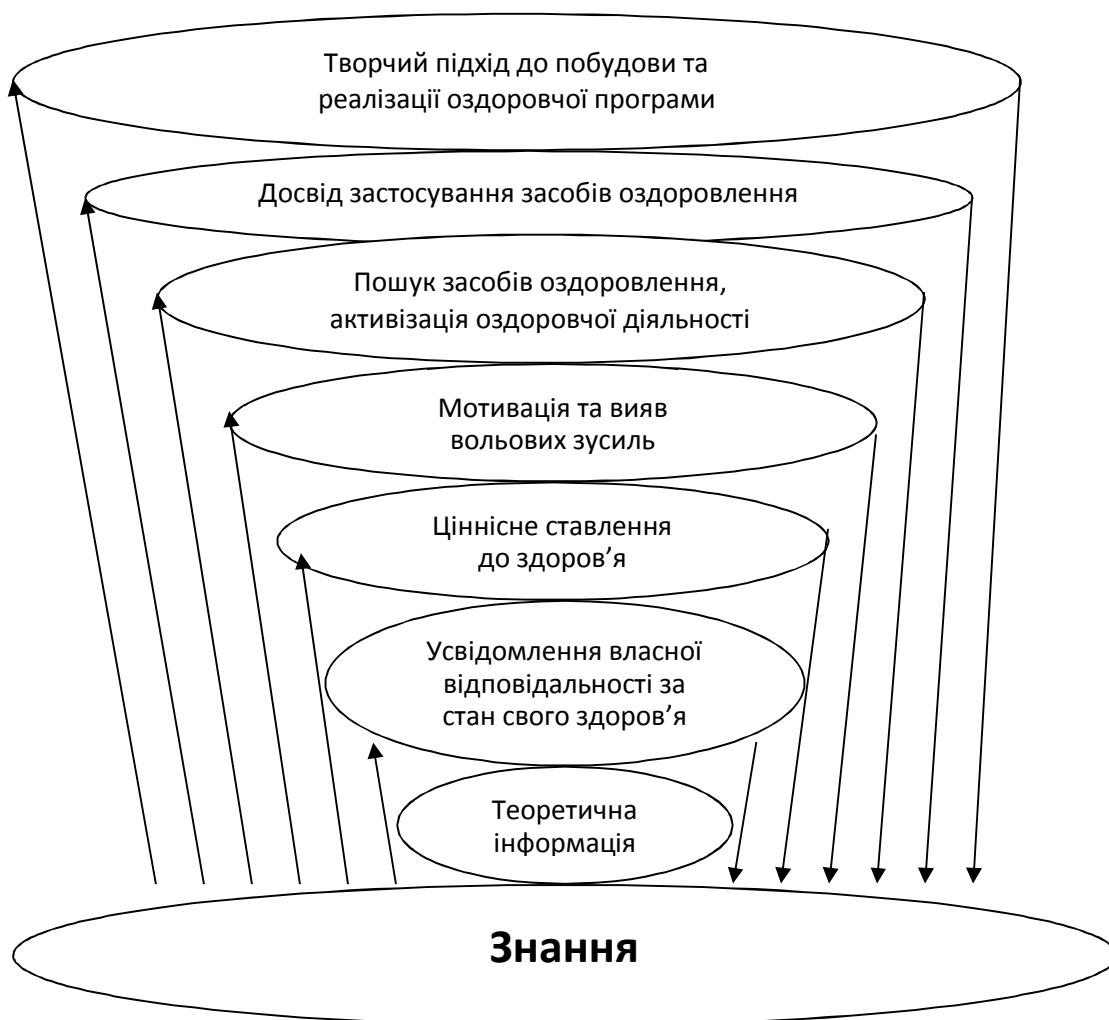 Творчий підхід до побудови та
реалізації оздоровчої програми
Досвід застосування засобів оздоровлення
Пошук засобів оздоровлення,
активізація оздоровчої діяльності
Мотивація та вияв
вольових зусиль
Ціннісне ставлення
до здоров’я
Усвідомлення власної
відповідальності за
стан свого здоров’я
Теоретична
інформація
Знання